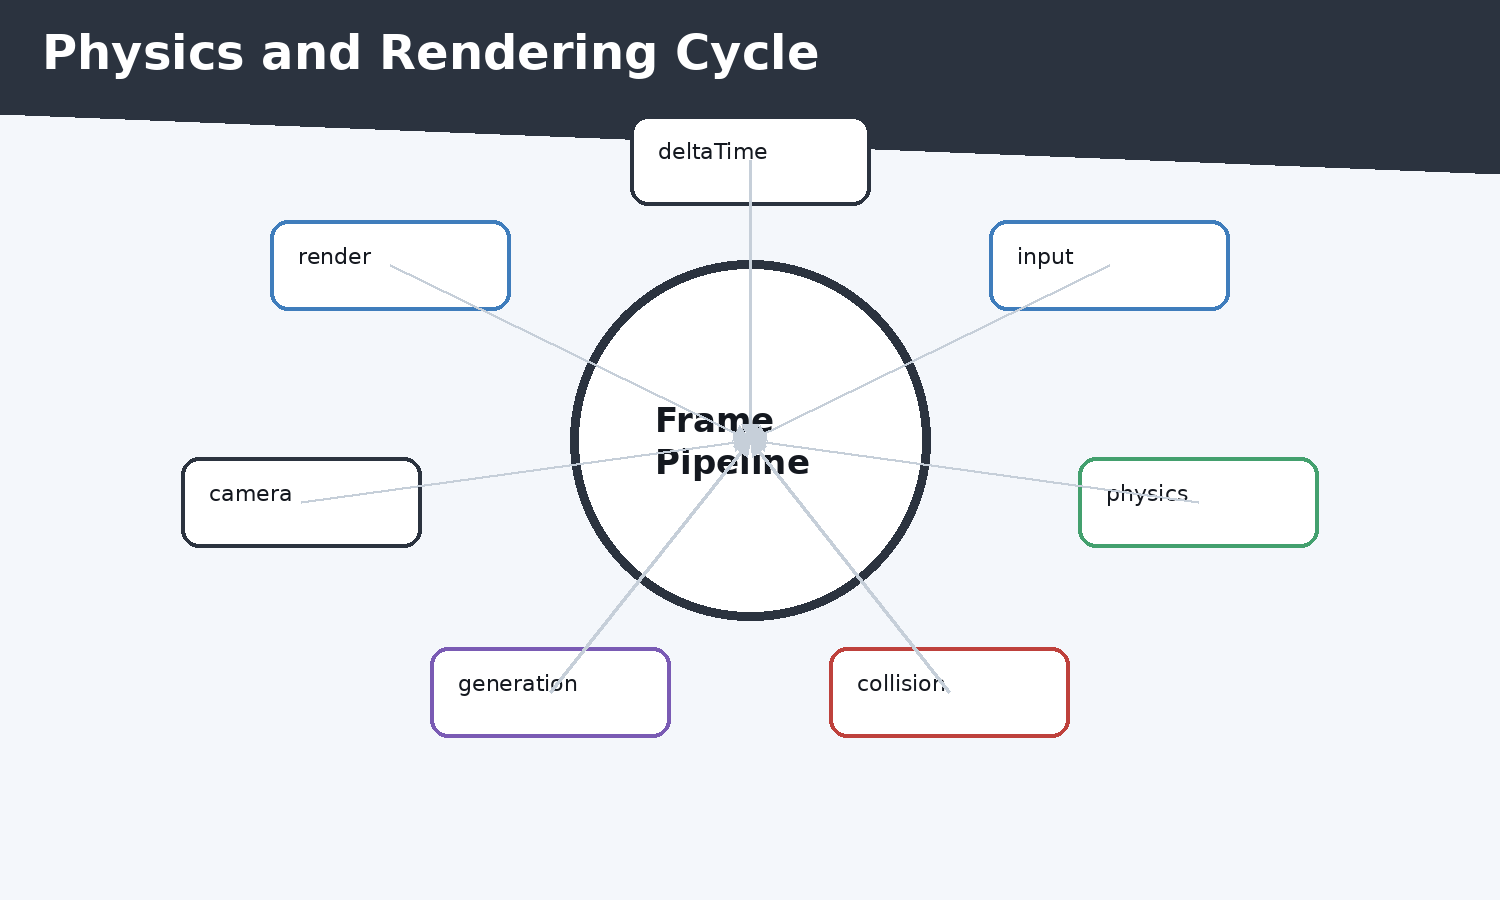 Physics and Rendering Cycle
deltaTime
render
input
Frame
Pipeline
camera
physics
generation
collision